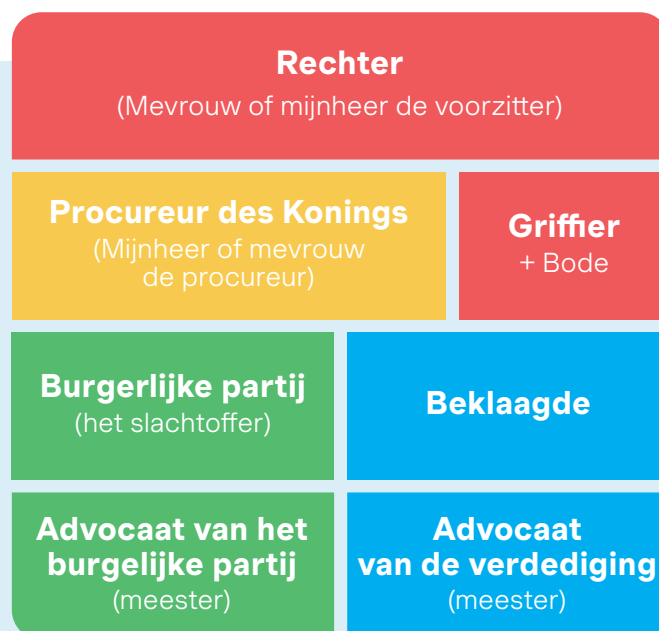 Rechter
(Mevrouw of mijnheer de voorzitter)
Procureur des Konings
(Mijnheer of mevrouw
de procureur)
Griffier
+ Bode
Burgerlijke partij
(het slachtoffer)
Beklaagde
Advocaat van het
burgelijke partij
(meester)
Advocaat
van de verdediging
(meester)